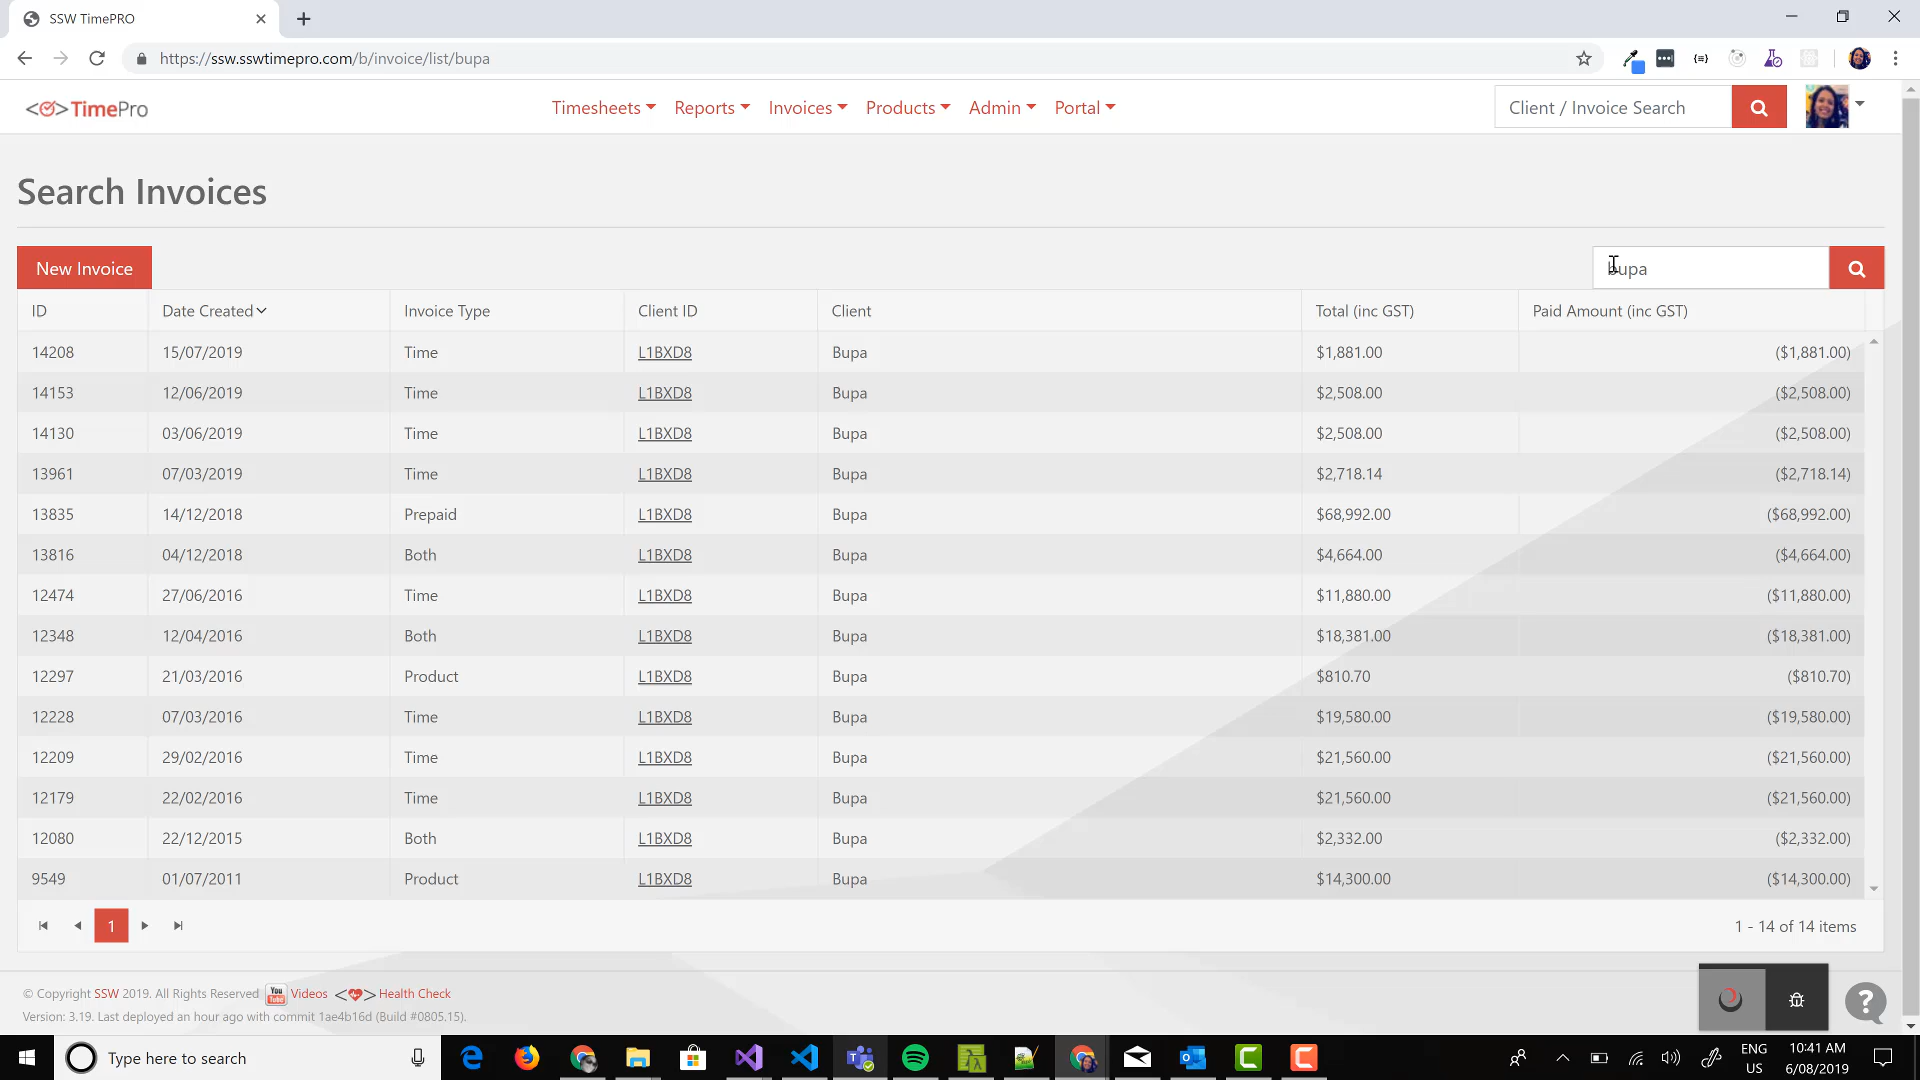 SSW TimePRO
https://ssw.sswtimepro.com/b/invoice/list/bupa
<> TimePro Timesheets Reports Invoices Products Admin Portal Client / Invoice Search
Search Invoices
New Invoice bupa
ID Date Created Invoice Type Client ID Client Total (inc GST) Paid Amount (inc GST)
14208 15/07/2019 Time L1BXD8 Bupa $1,881.00 ($1,881.00)
14153 12/06/2019 Time L1BXD8 Bupa $2,508.00 ($2,508.00)
14130 03/06/2019 Time L1BXD8 Bupa $2,508.00 ($2,508.00)
13961 07/03/2019 Time L1BXD8 Bupa $2,718.14 ($2,718.14)
13835 14/12/2018 Prepaid L1BXD8 Bupa $68,992.00 ($68,992.00)
13816 04/12/2018 Both L1BXD8 Bupa $4,664.00 ($4,664.00)
12474 27/06/2016 Time L1BXD8 Bupa $11,880.00 ($11,880.00)
12348 12/04/2016 Both L1BXD8 Bupa $18,381.00 ($18,381.00)
12297 21/03/2016 Product L1BXD8 Bupa $810.70 ($810.70)
12228 07/03/2016 Time L1BXD8 Bupa $19,580.00 ($19,580.00)
12209 29/02/2016 Time L1BXD8 Bupa $21,560.00 ($21,560.00)
12179 22/02/2016 Time L1BXD8 Bupa $21,560.00 ($21,560.00)
12080 22/12/2015 Both L1BXD8 Bupa $2,332.00 ($2,332.00)
9549 01/07/2011 Product L1BXD8 Bupa $14,300.00 ($14,300.00)
1 1 - 14 of 14 items
© Copyright SSW 2019. All Rights Reserved You Tube Videos <> Health Check
Version: 3.19. Last deployed an hour ago with commit 1ae4b16d (Build #0805.15).
Type here to search ENG US 10:41 AM 6/08/2019